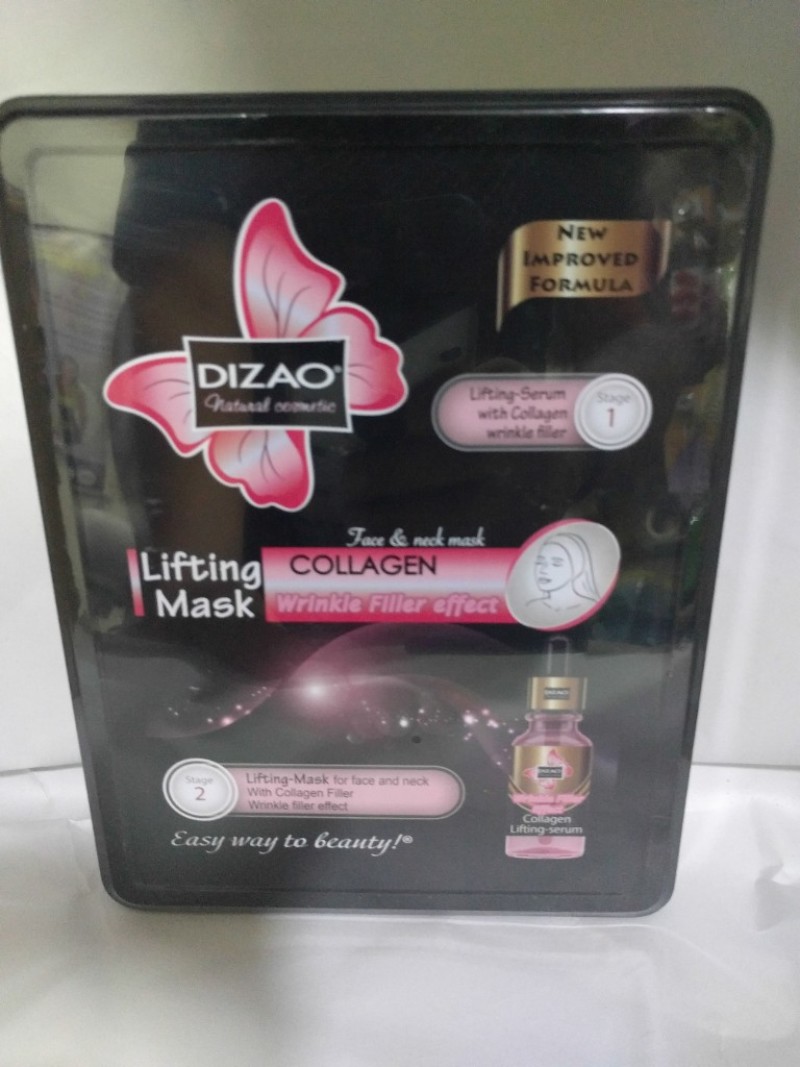 New
Improved
Formula
DIZAO®
Natural cosmetic
Lifting-Serum
with Collagen
wrinkle filler
Stage
1
Face & neck mask
Lifting
Mask
COLLAGEN
Wrinkle Filler effect
Stage
2
Lifting-Mask for face and neck
With Collagen Filler
Wrinkle filler effect
Easy way to beauty!®
DIZAO
DIZAO
Collagen
Lifting-serum